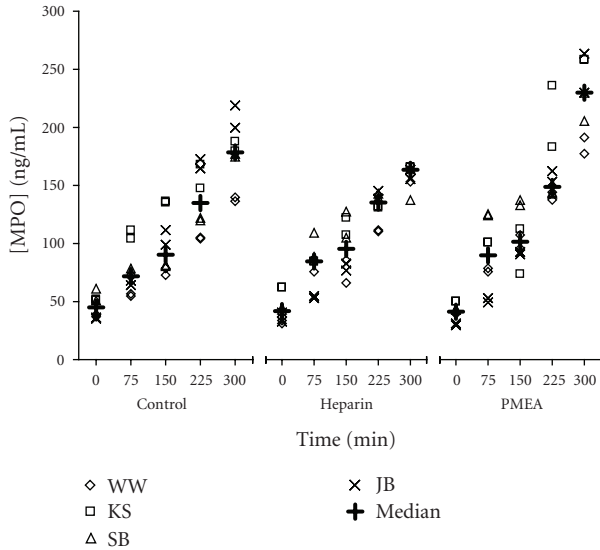 300
250
200
150
100
50
0
[MPO] (ng/mL)
0 75 150 225 300 0 75 150 225 300 0 75 150 225 300
Control Heparin PMEA
Time (min)
WW JB
KS Median
SB